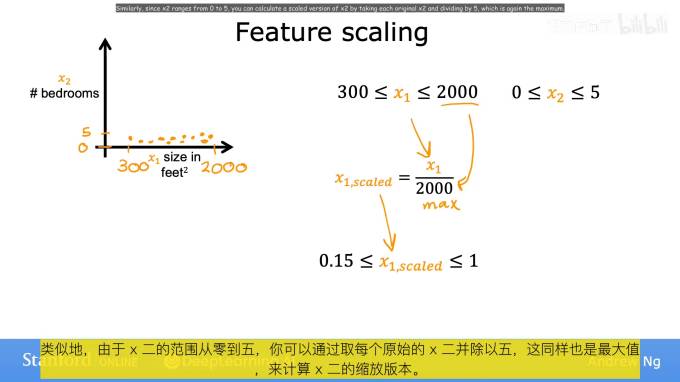 Similarly, since x2 ranges from 0 to 5, you can calculate a scaled version of x2 by taking each original x2 and dividing by 5, which is again the maximum.
Feature scaling
bilibili
x₂
# bedrooms
5
0
300
x₁ size in
feet²
2000
300 ≤ x₁ ≤ 2000
0 ≤ x₂ ≤ 5
x₁,scaled = x₁ / 2000
max
0.15 ≤ x₁,scaled ≤ 1
类似地，由于 x 二的范围从零到五，你可以通过取每个原始的 x 二并除以五，这同样也是最大值
，来计算 x 二的缩放版本。
Stanford ONLINE
DeepLearning
Andrew Ng